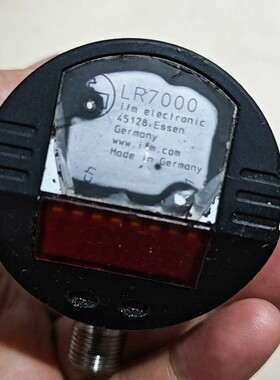 LR7000
ifm electronic
45128 Essen
Germany
www.ifm.com
Made in Germany